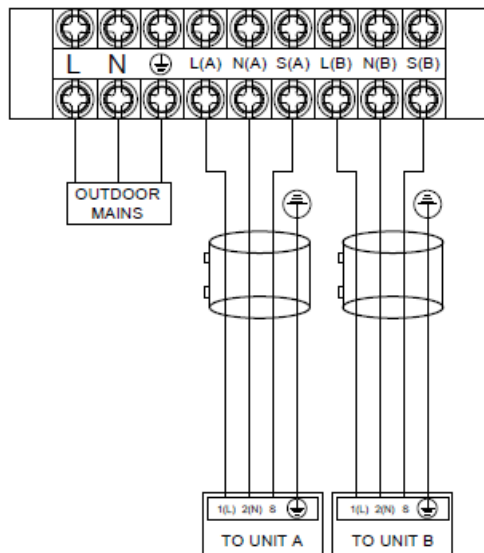 L N L(A) N(A) S(A) L(B) N(B) S(B)
OUTDOOR
MAINS
1(L) 2(N) S
TO UNIT A
1(L) 2(N) S
TO UNIT B